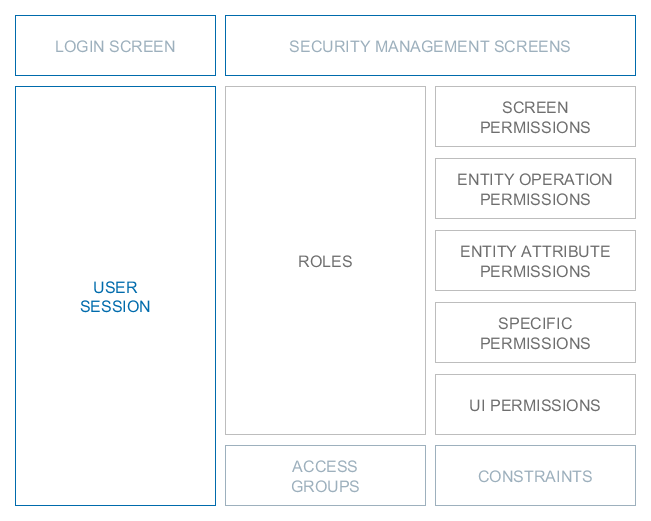 LOGIN SCREEN
SECURITY MANAGEMENT SCREENS
USER
SESSION
ROLES
SCREEN
PERMISSIONS
ENTITY OPERATION
PERMISSIONS
ENTITY ATTRIBUTE
PERMISSIONS
SPECIFIC
PERMISSIONS
UI PERMISSIONS
ACCESS
GROUPS
CONSTRAINTS